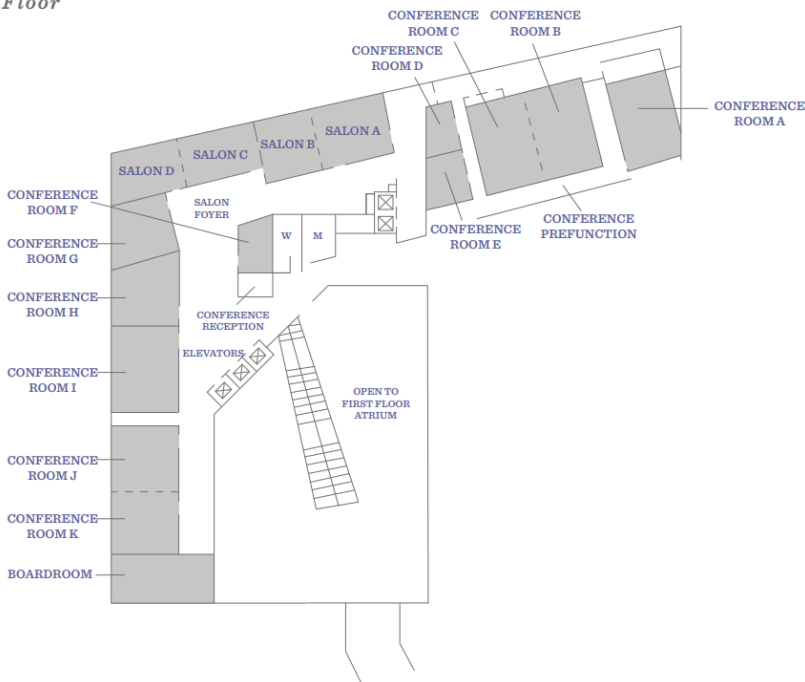 Floor
CONFERENCE
ROOM C
CONFERENCE
ROOM B
CONFERENCE
ROOM D
CONFERENCE
ROOM A
SALON A
SALON B
SALON C
SALON D
CONFERENCE
ROOM F
SALON
FOYER
CONFERENCE
PREFUNCTION
CONFERENCE
ROOM E
W
M
CONFERENCE
ROOM G
CONFERENCE
ROOM H
CONFERENCE
RECEPTION
ELEVATORS
CONFERENCE
ROOM I
OPEN TO
FIRST FLOOR
ATRIUM
CONFERENCE
ROOM J
CONFERENCE
ROOM K
BOARDROOM